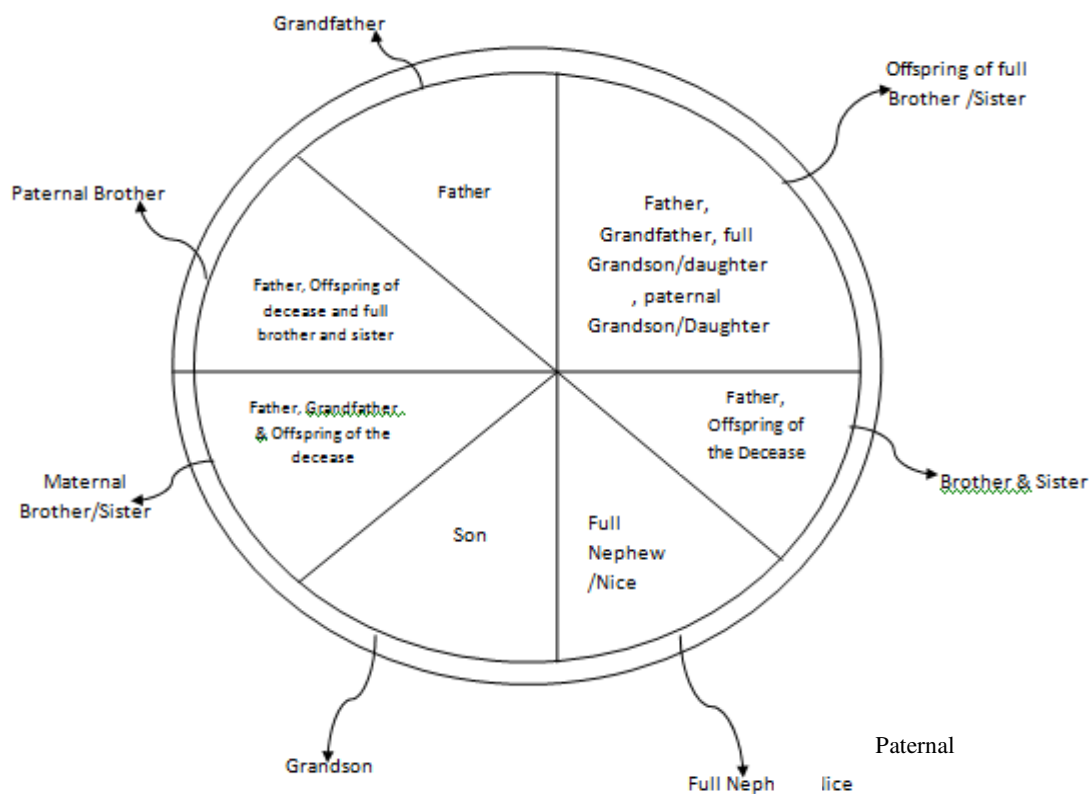 Grandfather
Offspring of full
Brother /Sister
Paternal Brother
Father
Father,
Grandfather, full
Grandson/daughter
, paternal
Grandson/Daughter
Father, Offspring of
decease and full
brother and sister
Father, Grandfather,
& Offspring of the
decease
Father,
Offspring of
the Decease
Maternal
Brother/Sister
Brother & Sister
Son
Full
Nephew
/Nice
Grandson
Paternal
Full Neph lice